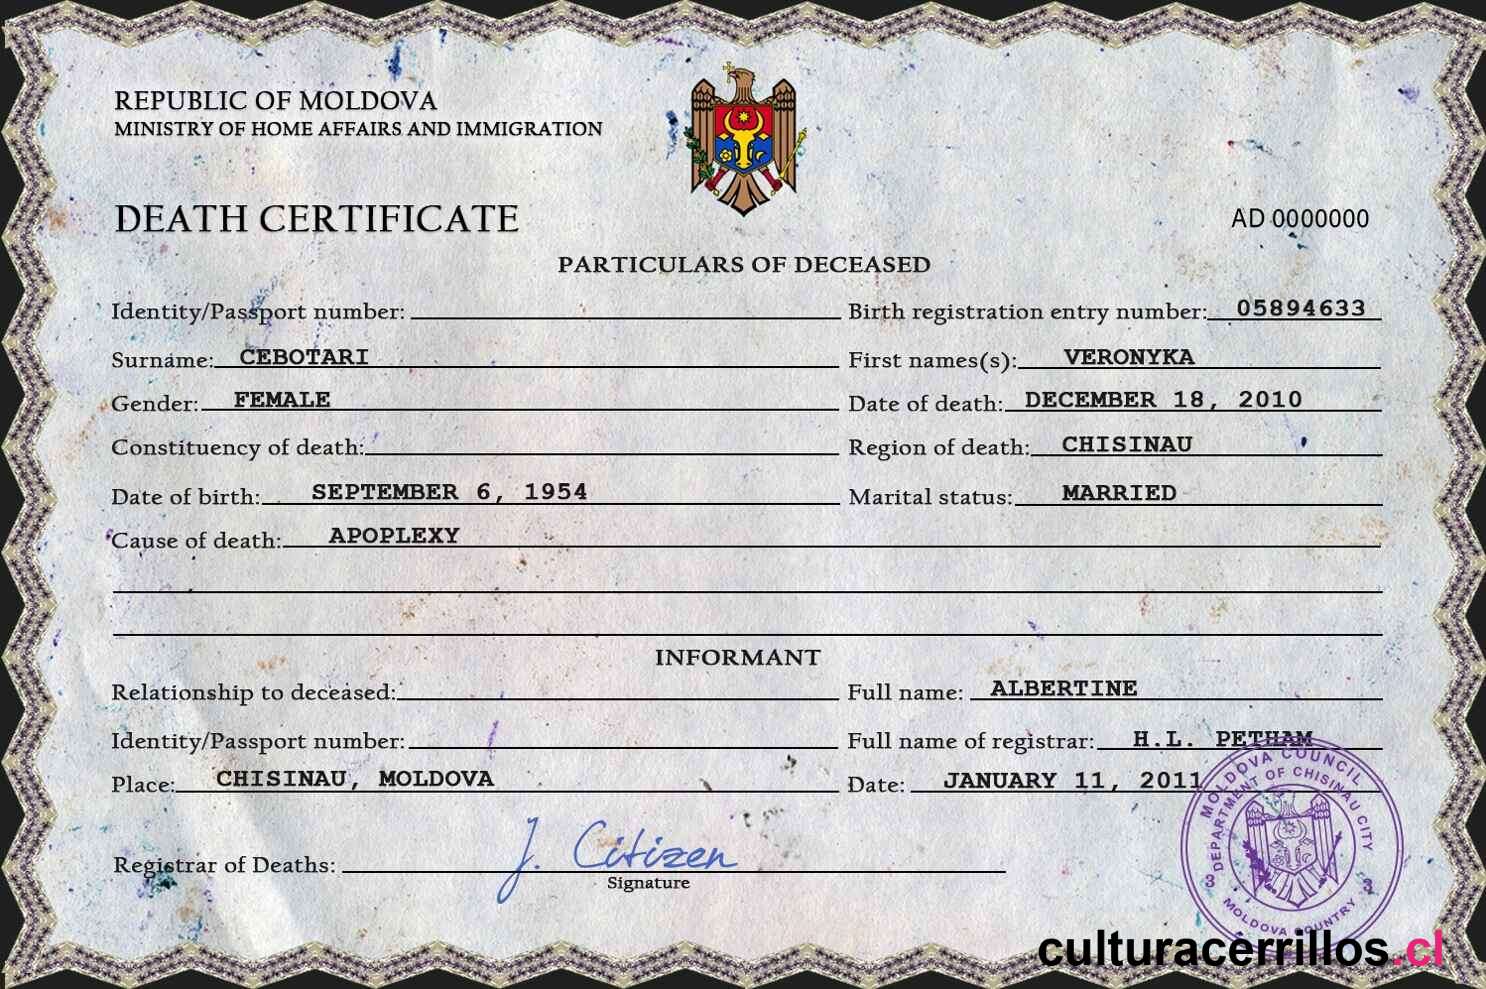 REPUBLIC OF MOLDOVA
MINISTRY OF HOME AFFAIRS AND IMMIGRATION
DEATH CERTIFICATE
AD 0000000
PARTICULARS OF DECEASED
Identity/Passport number: Birth registration entry number: 05894633
Surname: CEBOTARI First names(s): VERONYKA
Gender: FEMALE Date of death: DECEMBER 18, 2010
Constituency of death: Region of death: CHISINAU
Date of birth: SEPTEMBER 6, 1954 Marital status: MARRIED
Cause of death: APOPLEXY
INFORMANT
Relationship to deceased: Full name: ALBERTINE
Identity/Passport number: Full name of registrar: H.L. PETHAM
Place: CHISINAU, MOLDOVA Date: JANUARY 11, 2011
Registrar of Deaths: J. Citizen
Signature
MOLDOVA COUNCIL
DEPARTMENT OF CHISINAU CITY
3 3
MOLDOVA COUNTRY
culturacerrillos.cl